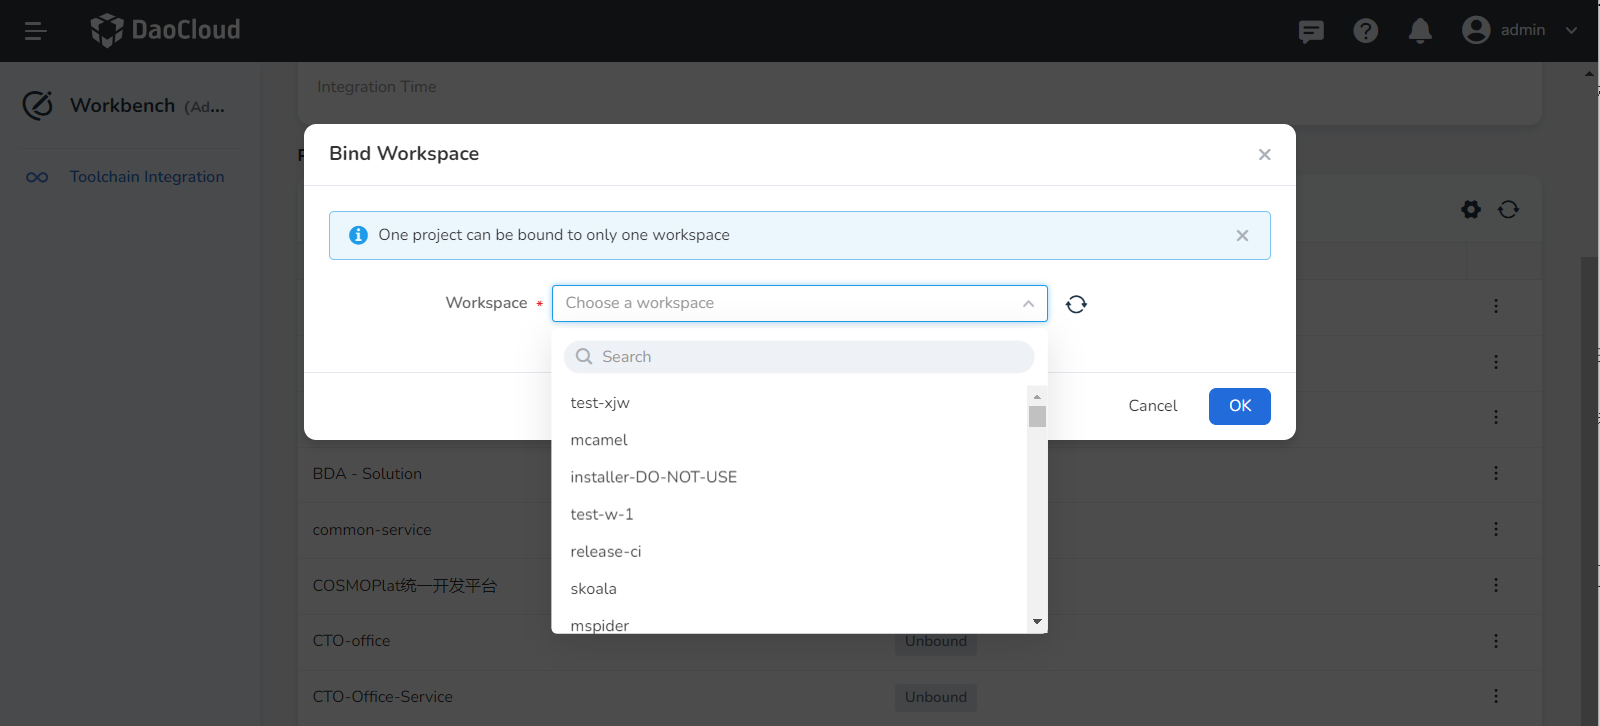 DaoCloud
admin
Workbench (Ad...
Toolchain Integration
Integration Time
Bind Workspace
One project can be bound to only one workspace
Workspace *
Choose a workspace
Search
test-xjw
mcamel
installer-DO-NOT-USE
test-w-1
release-ci
skoala
mspider
Cancel
OK
BDA - Solution
common-service
COSMOPlat统一开发平台
CTO-office
Unbound
CTO-Office-Service
Unbound